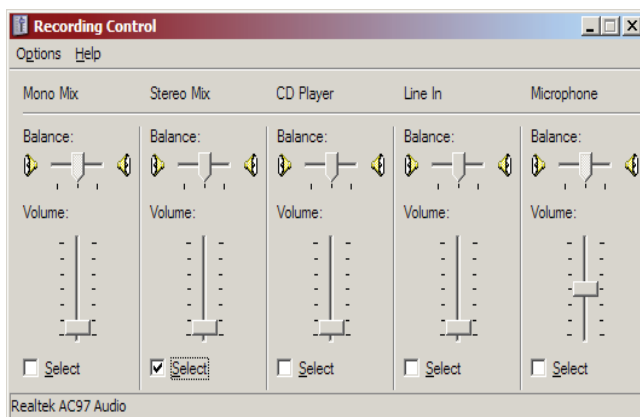 Recording Control
Options Help
Mono Mix Stereo Mix CD Player Line In Microphone
Balance: Balance: Balance: Balance: Balance:
Volume: Volume: Volume: Volume: Volume:
Select Select Select Select Select
Realtek AC97 Audio